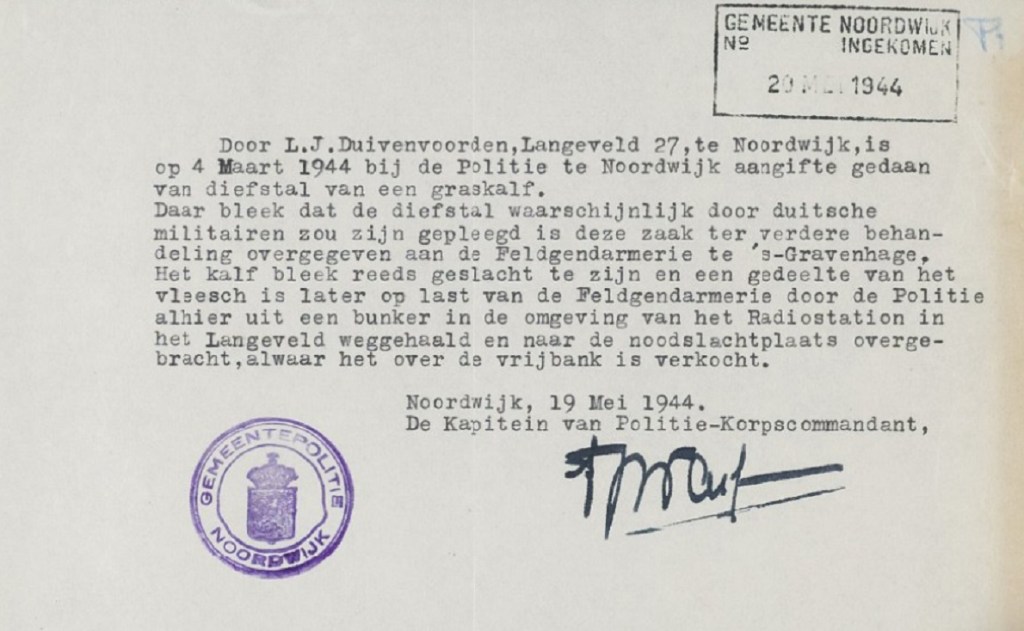 GEMEENTE NOORDWIJK
Nº INGEKOMEN
20 MEI 1944
Door L.J.Duivenvoorden,Langeveld 27,te Noordwijk,is
op 4 Maart 1944 bij de Politie te Noordwijk aangifte gedaan
van diefstal van een graskalf.
Daar bleek dat de diefstal waarschijnlijk door duitsche
militairen zou zijn gepleegd is deze zaak ter verdere behan-
deling overgegeven aan de Feldgendarmerie te 's-Gravenhage.
Het kalf bleek reeds geslacht te zijn en een gedeelte van het
vleesch is later op last van de Feldgendarmerie door de Politie
alhier uit een bunker in de omgeving van het Radiostation in
het Langeveld weggehaald en naar de noodslachtplaats overge-
bracht,alwaar het over de vrijbank is verkocht.
Noordwijk, 19 Mei 1944.
De Kapitein van Politie-Korpscommandant,
GEMEENTEPOLITIE
NOORDWIJK